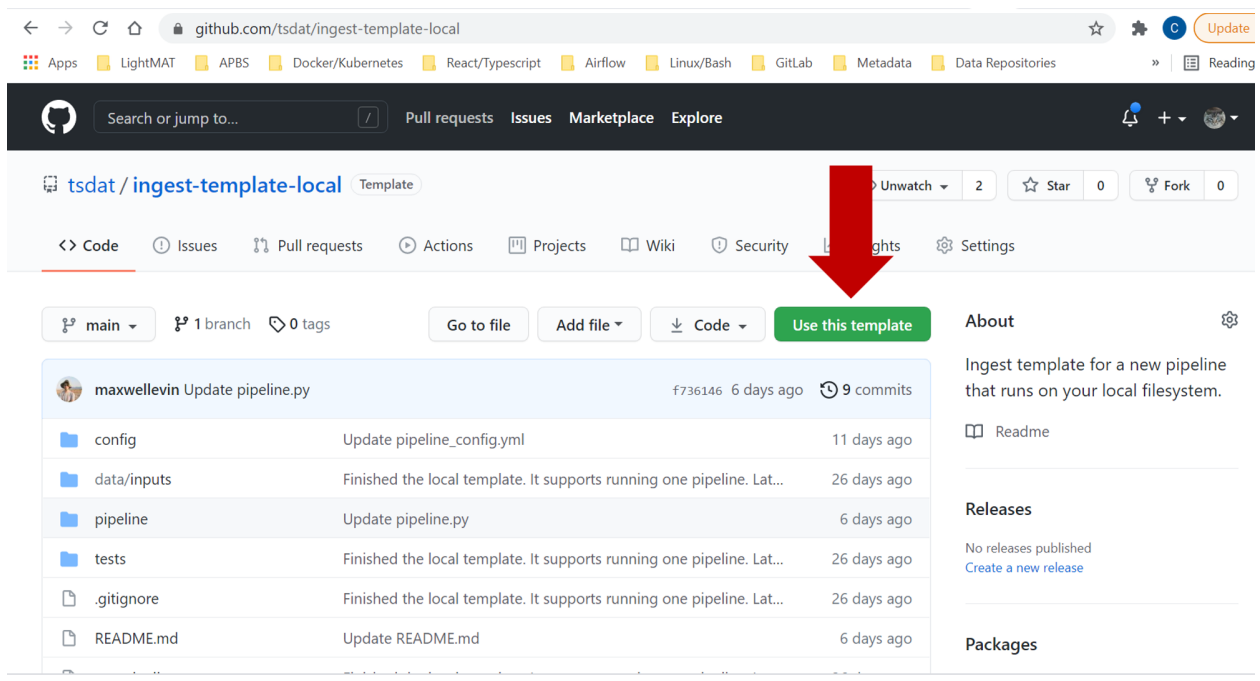 github.com/tsdat/ingest-template-local C Update
Apps LightMAT APBS Docker/Kubernetes React/Typescript Airflow Linux/Bash GitLab Metadata Data Repositories » Reading
Search or jump to... / Pull requests Issues Marketplace Explore
tsdat / ingest-template-local Template Unwatch 2 Star 0 Fork 0
<> Code Issues Pull requests Actions Projects Wiki Security ghts Settings
main 1 branch 0 tags Go to file Add file Code Use this template
maxwellevin Update pipeline.py f736146 6 days ago 9 commits
config Update pipeline_config.yml 11 days ago
data/inputs Finished the local template. It supports running one pipeline. Lat... 26 days ago
pipeline Update pipeline.py 6 days ago
tests Finished the local template. It supports running one pipeline. Lat... 26 days ago
.gitignore Finished the local template. It supports running one pipeline. Lat... 26 days ago
README.md Update README.md 6 days ago
About
Ingest template for a new pipeline
that runs on your local filesystem.
Readme
Releases
No releases published
Create a new release
Packages